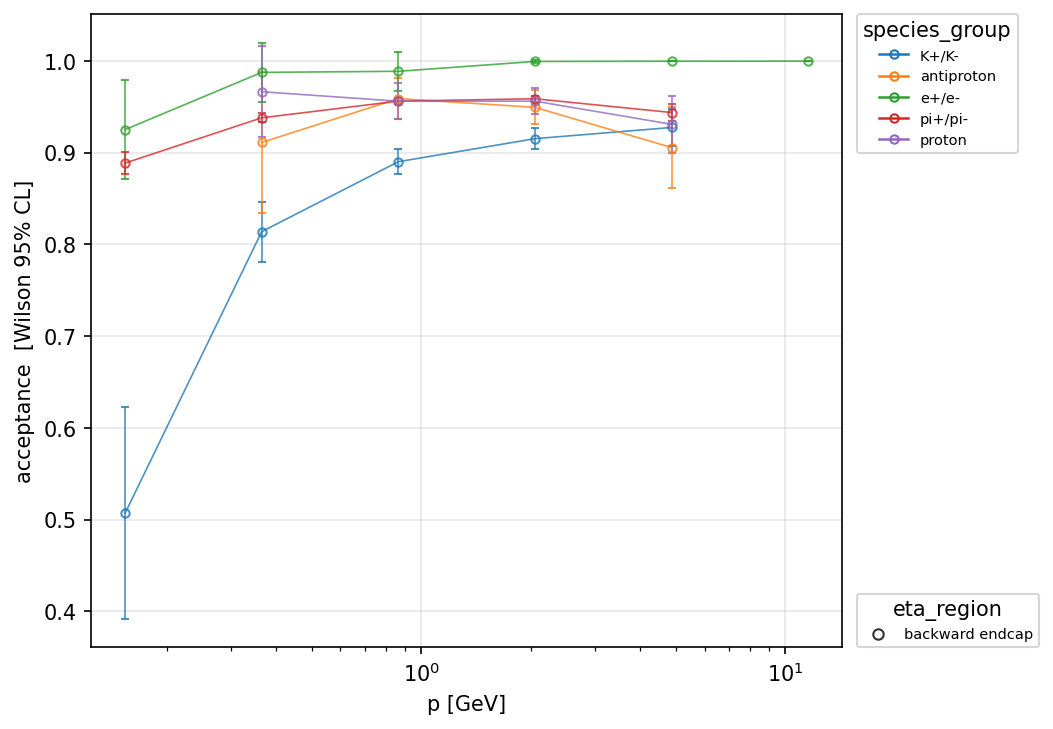 species_group
K+/K-
antiproton
e+/e-
pi+/pi-
proton
1.0
0.9
0.8
0.7
0.6
0.5
0.4
acceptance [Wilson 95% CL]
10⁰
10¹
p [GeV]
eta_region
backward endcap